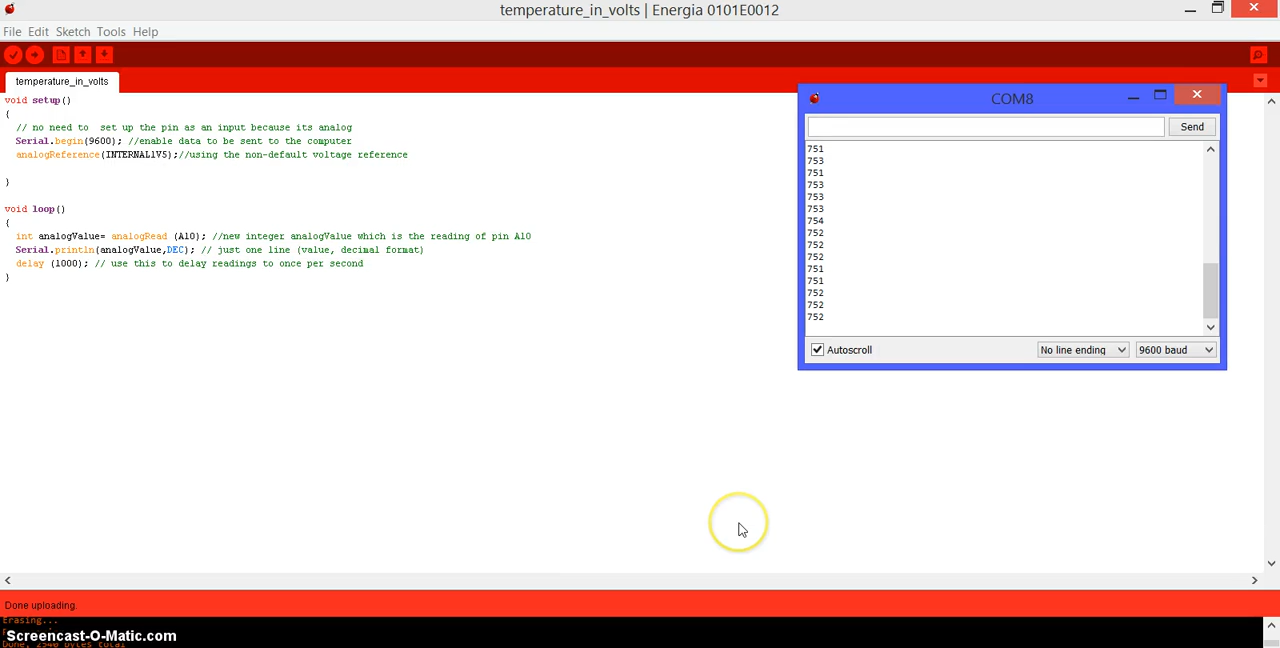 temperature_in_volts | Energia 0101E0012
File Edit Sketch Tools Help
temperature_in_volts
void setup()
{
// no need to  set up the pin as an input because its analog
Serial.begin(9600); //enable data to be sent to the computer
analogReference(INTERNAL1V5);//using the non-default voltage reference
}
void loop()
{
int analogValue= analogRead (A10); //new integer analogValue which is the reading of pin A10
Serial.println(analogValue,DEC); // just one line (value, decimal format)
delay (1000); // use this to delay readings to once per second
}
COM8
Send
751
753
751
753
753
753
754
752
752
752
751
751
752
752
752
Autoscroll
No line ending
9600 baud
Done uploading.
Erasing...
Screencast-O-Matic.com
Done, 2540 bytes total